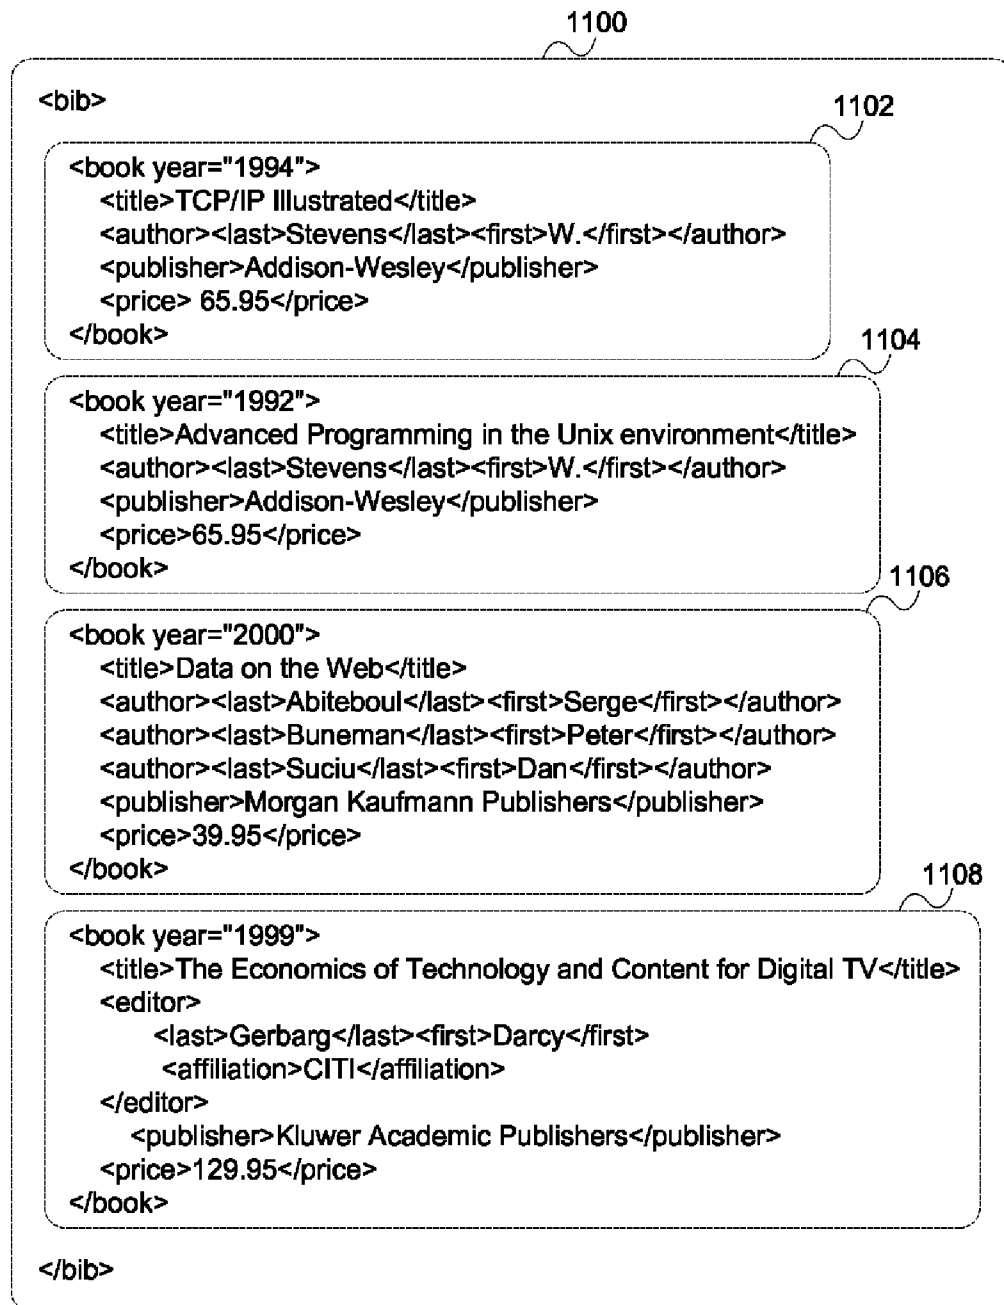 1100
<bib>
1102
<book year="1994">
<title>TCP/IP Illustrated</title>
<author><last>Stevens</last><first>W.</first></author>
<publisher>Addison-Wesley</publisher>
<price> 65.95</price>
</book>
1104
<book year="1992">
<title>Advanced Programming in the Unix environment</title>
<author><last>Stevens</last><first>W.</first></author>
<publisher>Addison-Wesley</publisher>
<price>65.95</price>
</book>
1106
<book year="2000">
<title>Data on the Web</title>
<author><last>Abiteboul</last><first>Serge</first></author>
<author><last>Buneman</last><first>Peter</first></author>
<author><last>Suciu</last><first>Dan</first></author>
<publisher>Morgan Kaufmann Publishers</publisher>
<price>39.95</price>
</book>
1108
<book year="1999">
<title>The Economics of Technology and Content for Digital TV</title>
<editor>
<last>Gerbarg</last><first>Darcy</first>
<affiliation>CITI</affiliation>
</editor>
<publisher>Kluwer Academic Publishers</publisher>
<price>129.95</price>
</book>
</bib>